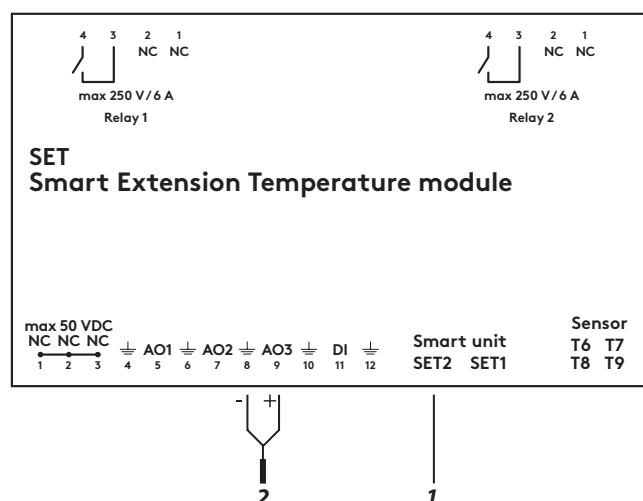 4 3 2 1 4 3 2 1
NC NC NC NC
max 250 V/6 A max 250 V/6 A
Relay 1 Relay 2
SET
Smart Extension Temperature module
max 50 VDC Sensor
NC NC NC AO1 AO2 AO3 DI Smart unit T6 T7
1 2 3 4 5 6 7 8 9 10 11 12 SET2 SET1 T8 T9
- +
2 1